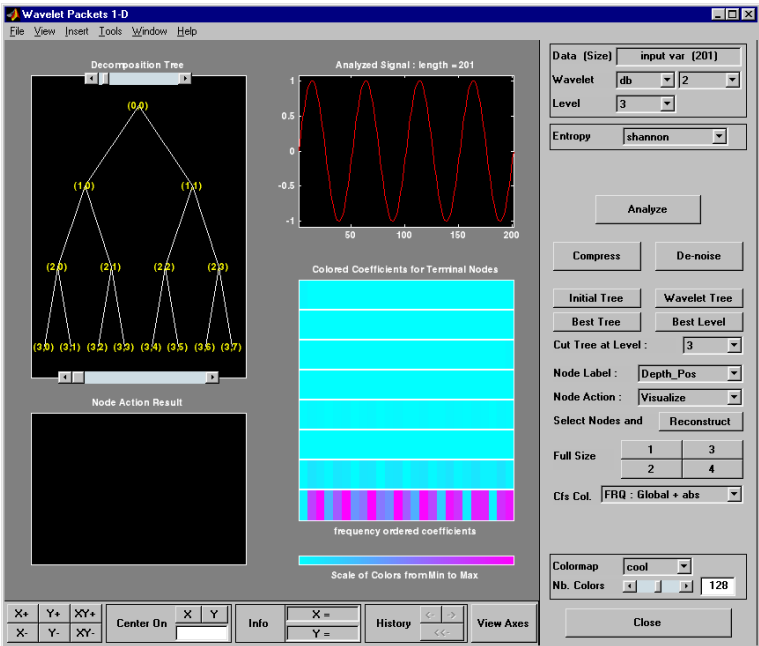 Wavelet Packets 1-D
File View Insert Tools Window Help
Decomposition Tree
(0,0)
(1,0) (1,1)
(2,0) (2,1) (2,2) (2,3)
(3,0) (3,1) (3,2) (3,3) (3,4) (3,5) (3,6) (3,7)
Node Action Result
Analyzed Signal : length = 201
1
0.5
0
-0.5
-1
50 100 150 200
Colored Coefficients for Terminal Nodes
frequency ordered coefficients
Scale of Colors from Min to Max
Data (Size) input var (201)
Wavelet db 2
Level 3
Entropy shannon
Analyze
Compress De-noise
Initial Tree Wavelet Tree
Best Tree Best Level
Cut Tree at Level : 3
Node Label : Depth_Pos
Node Action : Visualize
Select Nodes and Reconstruct
Full Size 1 3
2 4
Cfs Col. FRQ : Global + abs
Colormap cool
Nb. Colors 128
Close
X+ Y+ XY+
X- Y- XY-
Center On X Y
Info X =
Y =
History <- ->
<<-
View Axes